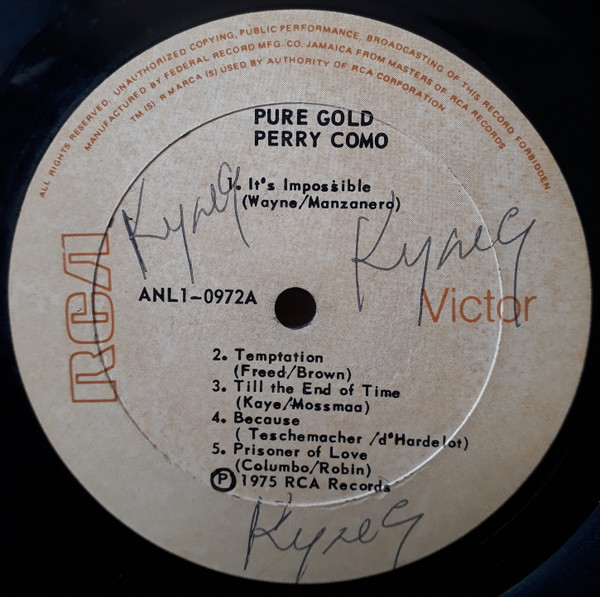 ALL RIGHTS RESERVED. UNAUTHORIZED COPYING, PUBLIC PERFORMANCE, BROADCASTING OF THIS RECORD FORBIDDEN.
MANUFACTURED BY FEDERAL RECORD MFG. CO. JAMAICA FROM MASTERS OF RCA RECORDS
TM (S) ® MARCA (S) USED BY AUTHORITY OF RCA CORPORATION
PURE GOLD
PERRY COMO
1. It's Impossible
(Wayne/Manzanero)
RCA
ANL1-0972A
Victor
2. Temptation
(Freed/Brown)
3. Till the End of Time
(Kaye/Mossmaa)
4. Because
( Teschemacher /d'Hardelot)
5. Prisoner of Love
(Columbo/Robin)
Ⓟ 1975 RCA Records